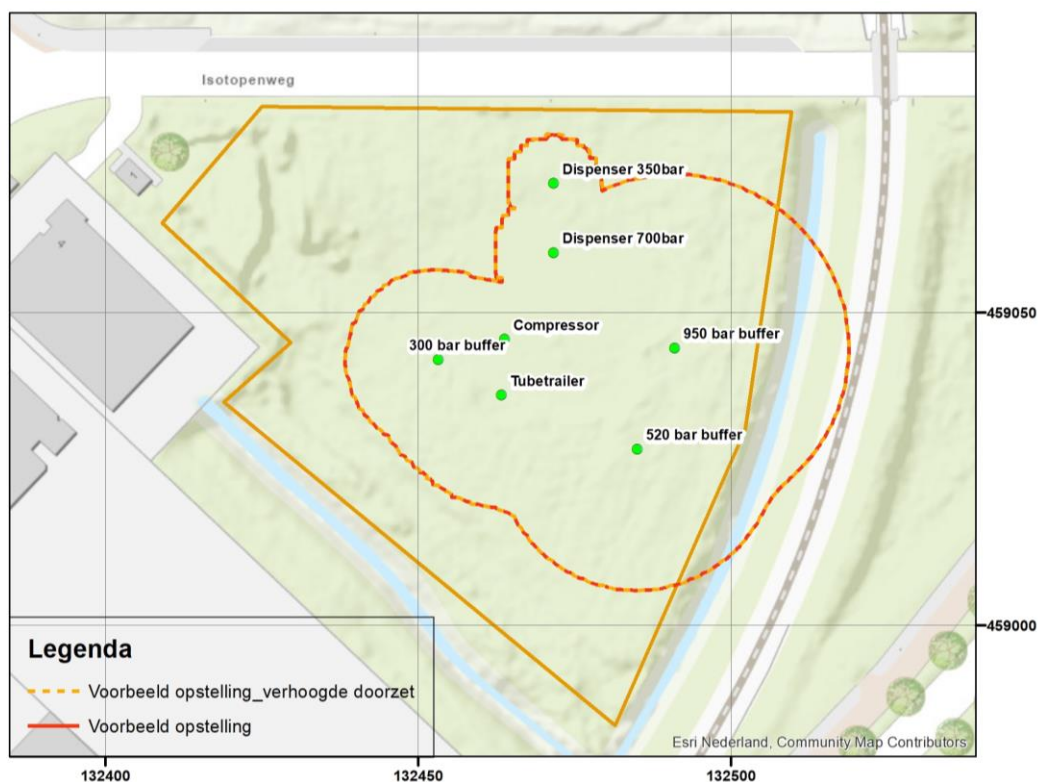 Isotopenweg
Dispenser 350bar
Dispenser 700bar
Compressor
300 bar buffer
950 bar buffer
Tubetrailer
520 bar buffer
459050
459000
Legenda
Voorbeeld opstelling_verhoogde doorzet
Voorbeeld opstelling
Esri Nederland, Community Map Contributors
132400
132450
132500